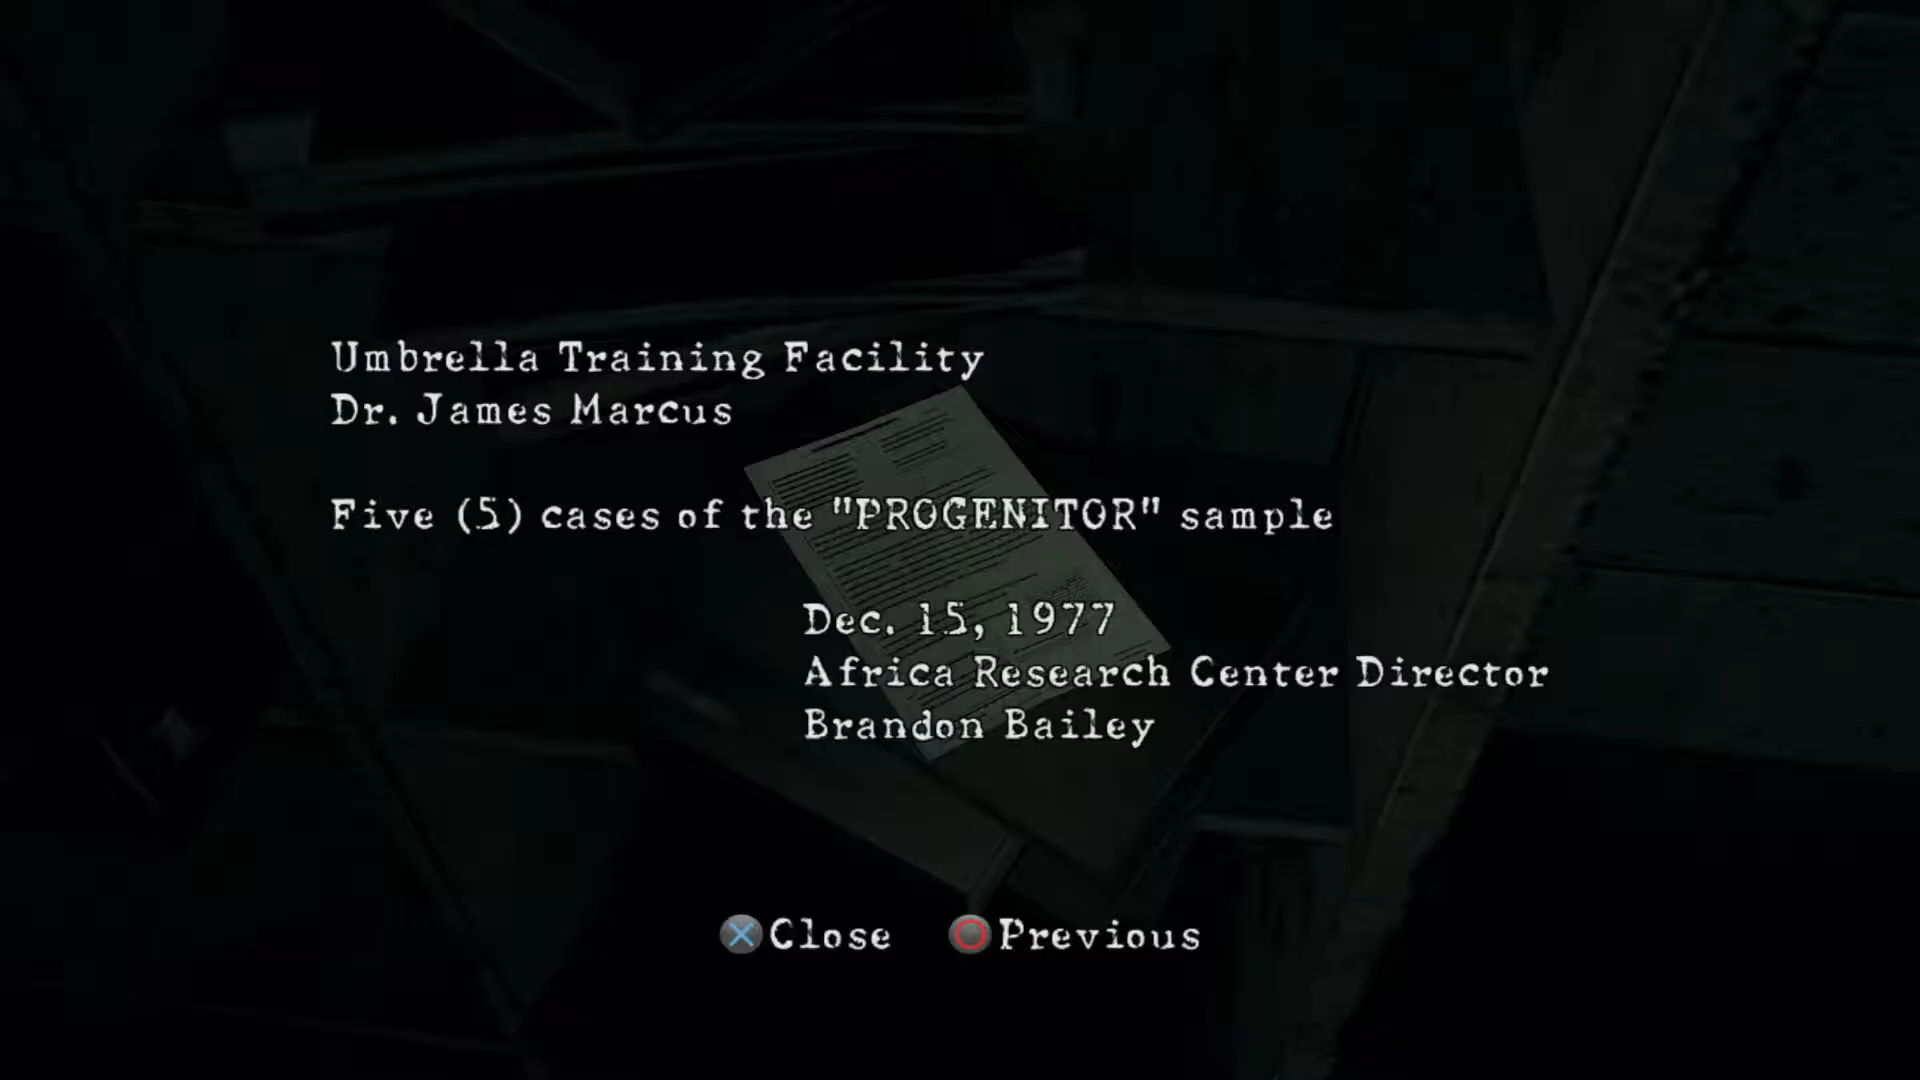 Umbrella Training Facility
Dr. James Marcus
Five (5) cases of the "PROGENITOR" sample
Dec. 15, 1977
Africa Research Center Director
Brandon Bailey
Close Previous